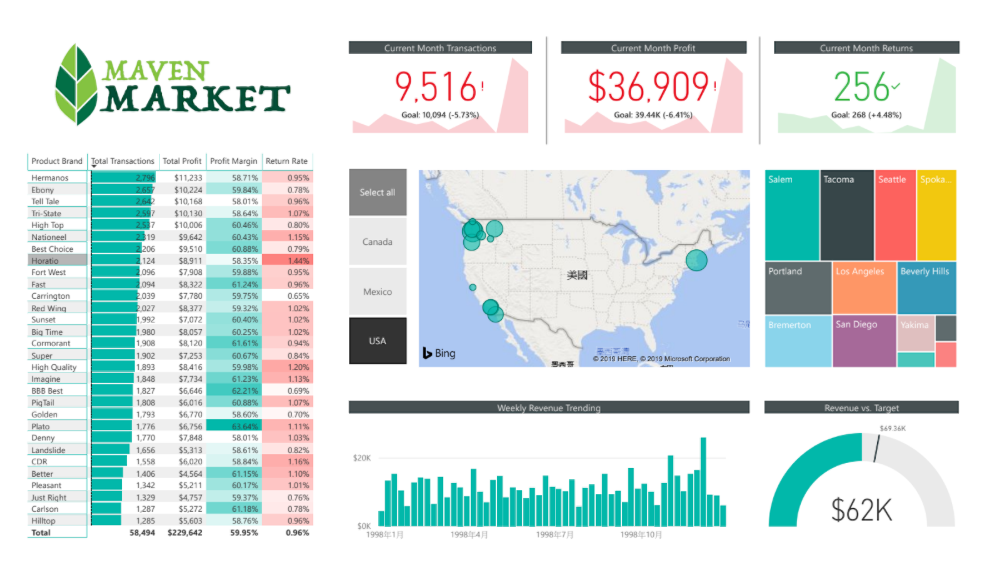 MAVEN
MARKET
Current Month Transactions
9,516!
Goal: 10,094 (-5.73%)
Current Month Profit
$36,909!
Goal: 39.44K (-6.41%)
Current Month Returns
256
Goal: 268 (+4.48%)
Product Brand Total Transactions Total Profit Profit Margin Return Rate
Hermanos 2,796 $11,233 58.71% 0.95%
Ebony 2,657 $10,224 59.84% 0.78%
Tell Tale 2,642 $10,168 58.01% 0.96%
Tri-State 2,597 $10,130 58.64% 1.07%
High Top 2,537 $10,006 60.46% 0.80%
Nationeel 2,319 $9,642 60.43% 1.15%
Best Choice 2,206 $9,510 60.88% 0.79%
Horatio 2,124 $8,911 58.35% 1.44%
Fort West 2,096 $7,908 59.88% 0.95%
Fast 2,094 $8,322 61.24% 0.96%
Carrington 2,039 $7,780 59.75% 0.65%
Red Wing 2,027 $8,377 59.32% 1.02%
Sunset 1,992 $7,072 60.40% 1.02%
Big Time 1,980 $8,057 60.25% 1.02%
Cormorant 1,908 $8,120 61.61% 0.94%
Super 1,902 $7,253 60.67% 0.84%
High Quality 1,893 $8,416 59.98% 1.20%
Imagine 1,848 $7,734 61.23% 1.13%
BBB Best 1,827 $6,646 62.21% 0.69%
PigTail 1,808 $6,016 60.88% 1.07%
Golden 1,793 $6,770 58.60% 0.70%
Plato 1,776 $6,756 63.64% 1.11%
Denny 1,770 $7,848 58.01% 1.03%
Landslide 1,656 $5,313 58.61% 0.82%
CDR 1,558 $6,020 59.84% 1.16%
Better 1,406 $4,564 61.15% 1.10%
Pleasant 1,342 $5,211 60.17% 1.01%
Just Right 1,329 $4,757 59.37% 0.76%
Carlson 1,287 $5,272 61.18% 0.78%
Hilltop 1,285 $5,603 58.76% 0.96%
Total 58,494 $229,642 59.95% 0.96%
Select all
Canada
Mexico
USA
美國
Bing
© 2019 HERE, © 2019 Microsoft Corporation
Salem
Tacoma
Seattle
Spoka...
Portland
Los Angeles
Beverly Hills
Bremerton
San Diego
Yakima
Weekly Revenue Trending
$20K
$0K
1998年1月
1998年4月
1998年7月
1998年10月
Revenue vs. Target
$69.36K
$62K